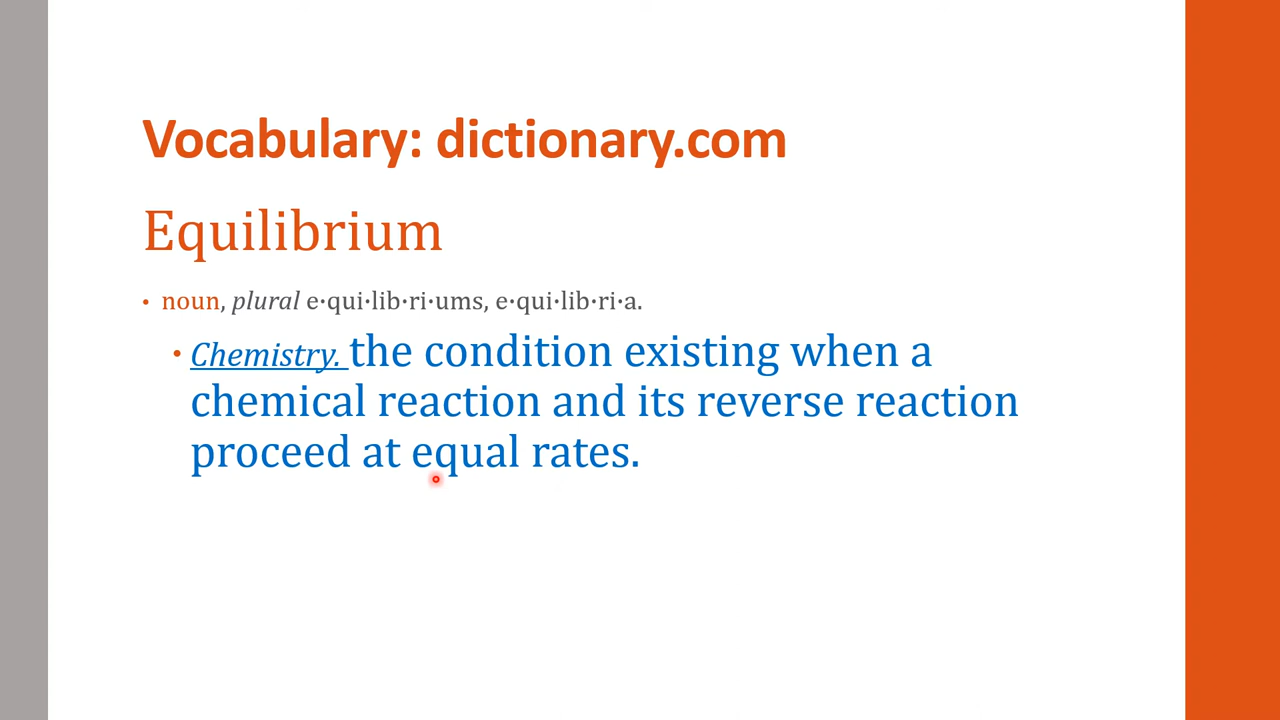 Vocabulary: dictionary.com
Equilibrium
• noun, plural e·qui·lib·ri·ums, e·qui·lib·ri·a.
• Chemistry. the condition existing when a
chemical reaction and its reverse reaction
proceed at equal rates.